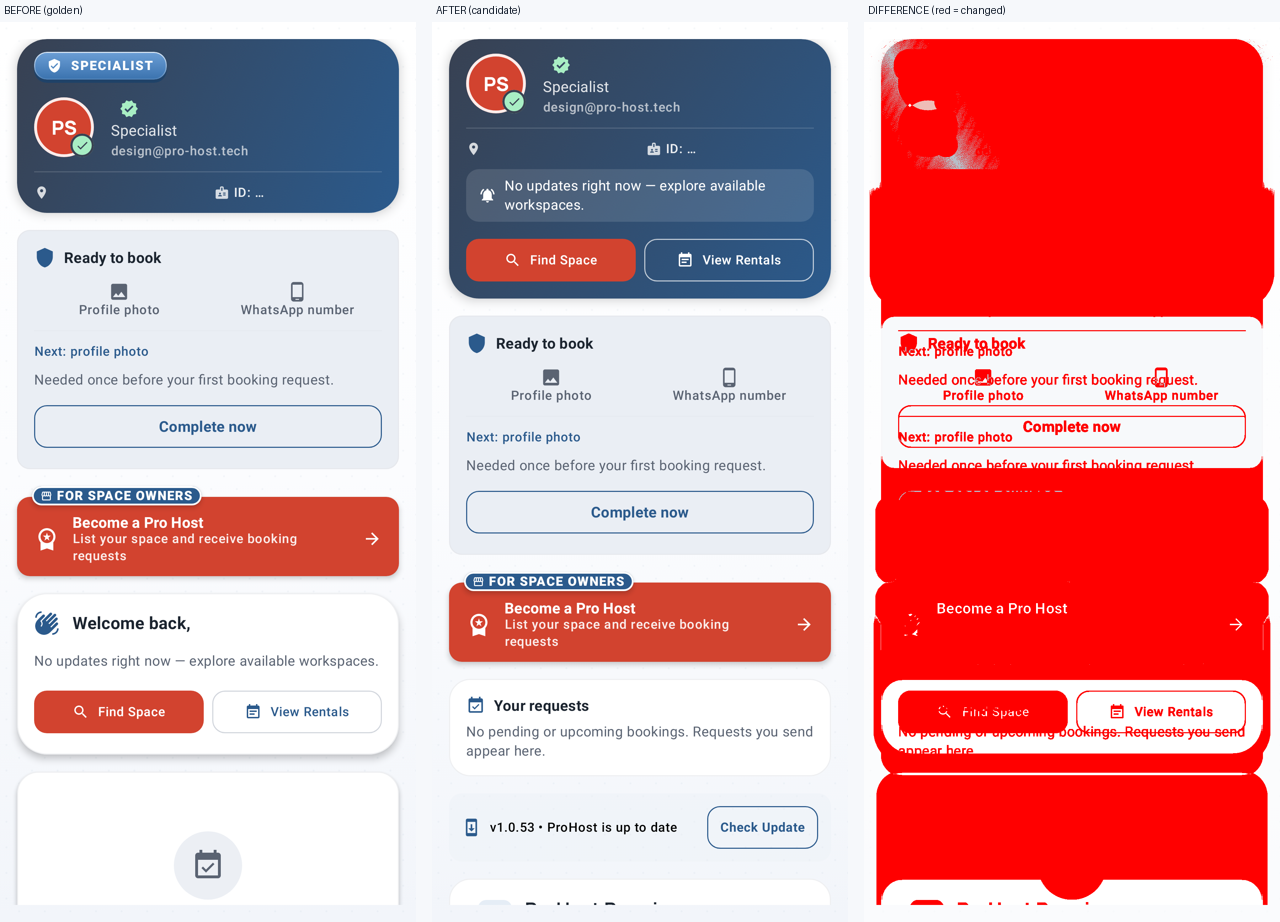 BEFORE (golden)
SPECIALIST
PS
Specialist
design@pro-host.tech
ID: …
Ready to book
Profile photo
WhatsApp number
Next: profile photo
Needed once before your first booking request.
Complete now
FOR SPACE OWNERS
Become a Pro Host
List your space and receive booking
requests
Welcome back,
No updates right now — explore available workspaces.
Find Space
View Rentals
AFTER (candidate)
PS
Specialist
design@pro-host.tech
ID: …
No updates right now — explore available
workspaces.
Find Space
View Rentals
Ready to book
Profile photo
WhatsApp number
Next: profile photo
Needed once before your first booking request.
Complete now
FOR SPACE OWNERS
Become a Pro Host
List your space and receive booking
requests
Your requests
No pending or upcoming bookings. Requests you send
appear here.
v1.0.53 • ProHost is up to date
Check Update
DIFFERENCE (red = changed)
Ready to book
Next: profile photo
Needed once before your first booking request.
Profile photo
WhatsApp number
Complete now
Next: profile photo
Needed once before your first booking request.
Become a Pro Host
Find Space
View Rentals
No pending or upcoming bookings. Requests you send
appear here.